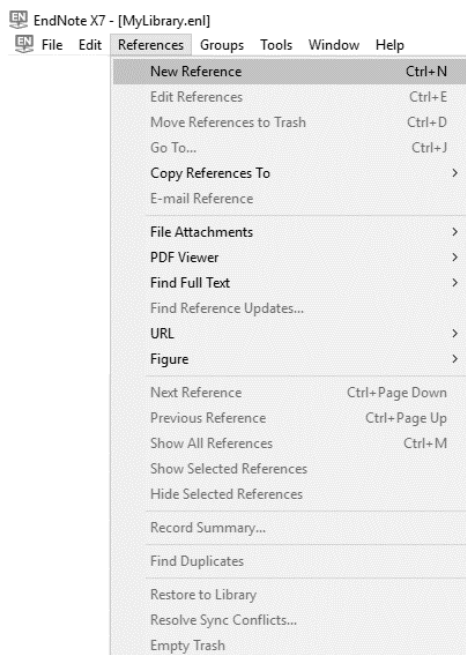 EN EndNote X7 - [MyLibrary.enl]
EN File Edit References Groups Tools Window Help
New Reference Ctrl+N
Edit References Ctrl+E
Move References to Trash Ctrl+D
Go To... Ctrl+J
Copy References To >
E-mail Reference
File Attachments >
PDF Viewer >
Find Full Text >
Find Reference Updates...
URL >
Figure >
Next Reference Ctrl+Page Down
Previous Reference Ctrl+Page Up
Show All References Ctrl+M
Show Selected References
Hide Selected References
Record Summary...
Find Duplicates
Restore to Library
Resolve Sync Conflicts...
Empty Trash